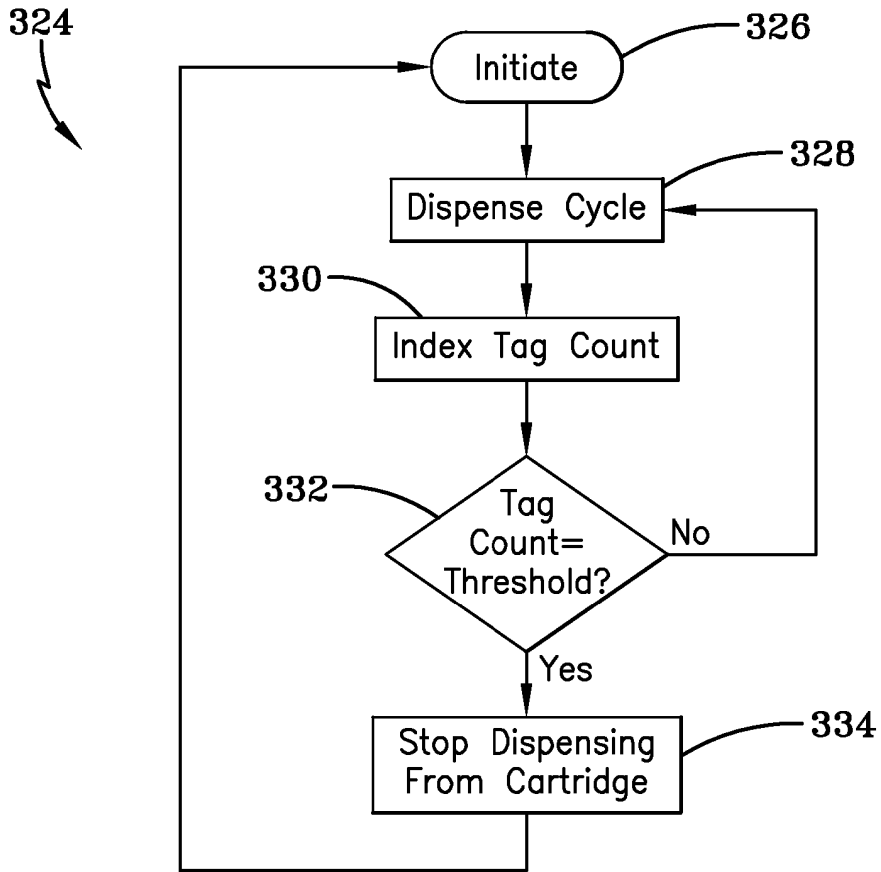 324
Initiate
326
Dispense Cycle
328
330
Index Tag Count
332
Tag
Count=
Threshold?
No
Yes
Stop Dispensing
From Cartridge
334